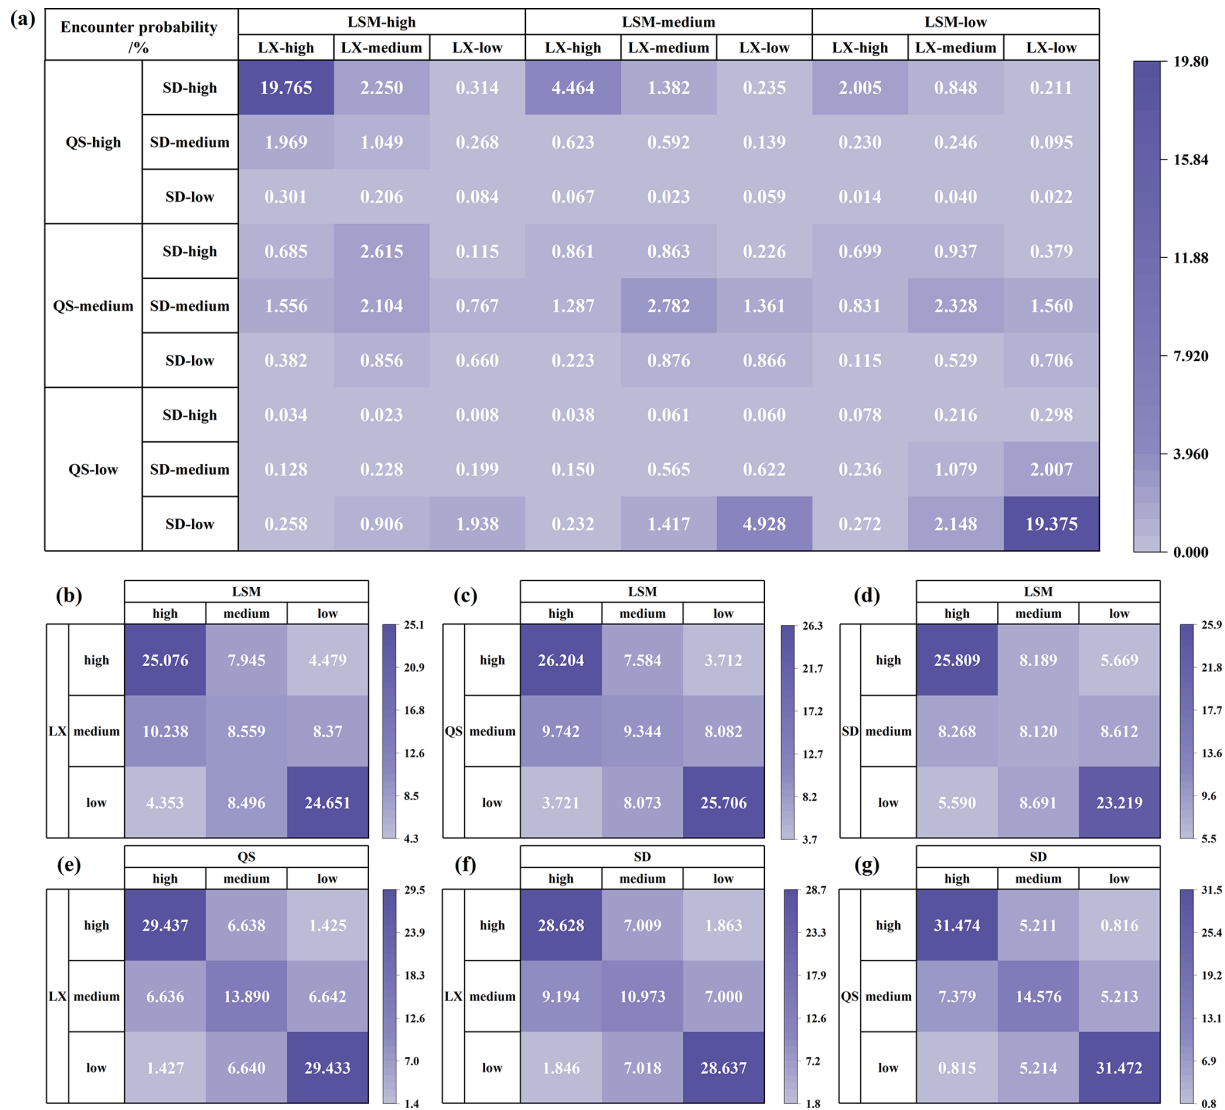 (a)
Encounter probability /%
LSM-high LSM-medium LSM-low
LX-high LX-medium LX-low LX-high LX-medium LX-low LX-high LX-medium LX-low
QS-high
SD-high 19.765 2.250 0.314 4.464 1.382 0.235 2.005 0.848 0.211
SD-medium 1.969 1.049 0.268 0.623 0.592 0.139 0.230 0.246 0.095
SD-low 0.301 0.206 0.084 0.067 0.023 0.059 0.014 0.040 0.022
QS-medium
SD-high 0.685 2.615 0.115 0.861 0.863 0.226 0.699 0.937 0.379
SD-medium 1.556 2.104 0.767 1.287 2.782 1.361 0.831 2.328 1.560
SD-low 0.382 0.856 0.660 0.223 0.876 0.866 0.115 0.529 0.706
QS-low
SD-high 0.034 0.023 0.008 0.038 0.061 0.060 0.078 0.216 0.298
SD-medium 0.128 0.228 0.199 0.150 0.565 0.622 0.236 1.079 2.007
SD-low 0.258 0.906 1.938 0.232 1.417 4.928 0.272 2.148 19.375
19.80
15.84
11.88
7.920
3.960
0.000
(b)
LSM
high medium low
LX
high 25.076 7.945 4.479
medium 10.238 8.559 8.37
low 4.353 8.496 24.651
25.1
20.9
16.8
12.6
8.5
4.3
(c)
LSM
high medium low
QS
high 26.204 7.584 3.712
medium 9.742 9.344 8.082
low 3.721 8.073 25.706
26.3
21.7
17.2
12.7
8.2
3.7
(d)
LSM
high medium low
SD
high 25.809 8.189 5.669
medium 8.268 8.120 8.612
low 5.590 8.691 23.219
25.9
21.8
17.7
13.6
9.6
5.5
(e)
QS
high medium low
LX
high 29.437 6.638 1.425
medium 6.636 13.890 6.642
low 1.427 6.640 29.433
29.5
23.9
18.3
12.6
7.0
1.4
(f)
SD
high medium low
LX
high 28.628 7.009 1.863
medium 9.194 10.973 7.000
low 1.846 7.018 28.637
28.7
23.3
17.9
12.6
7.2
1.8
(g)
SD
high medium low
QS
high 31.474 5.211 0.816
medium 7.379 14.576 5.213
low 0.815 5.214 31.472
31.5
25.4
19.2
13.1
6.9
0.8